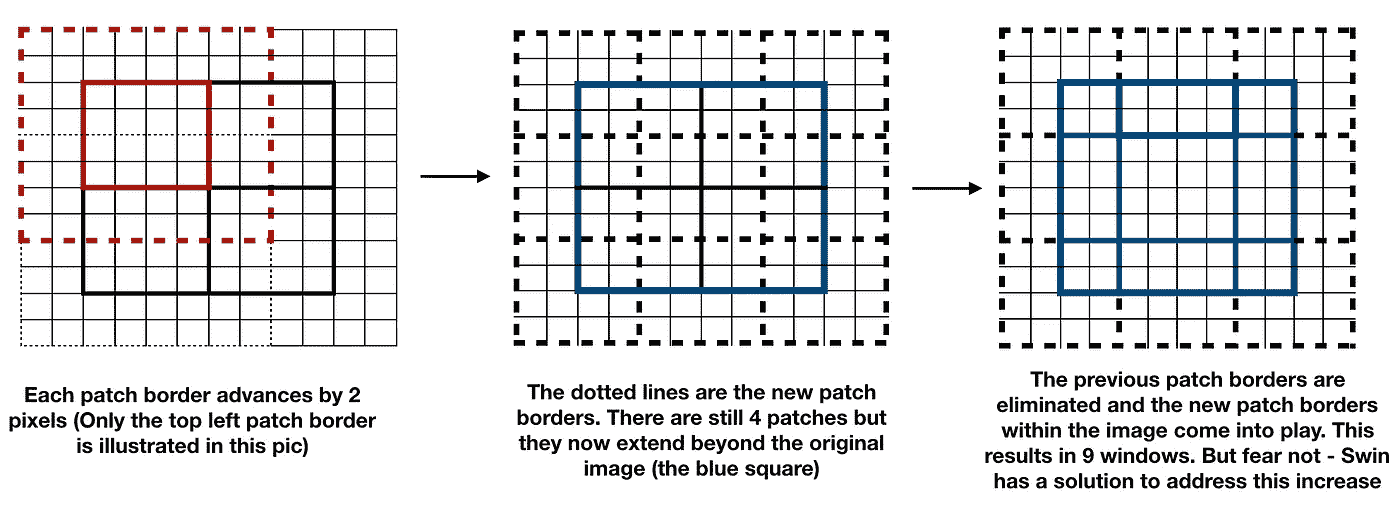 Each patch border advances by 2
pixels (Only the top left patch border
is illustrated in this pic)
The dotted lines are the new patch
borders. There are still 4 patches but
they now extend beyond the original
image (the blue square)
The previous patch borders are
eliminated and the new patch borders
within the image come into play. This
results in 9 windows. But fear not - Swin
has a solution to address this increase